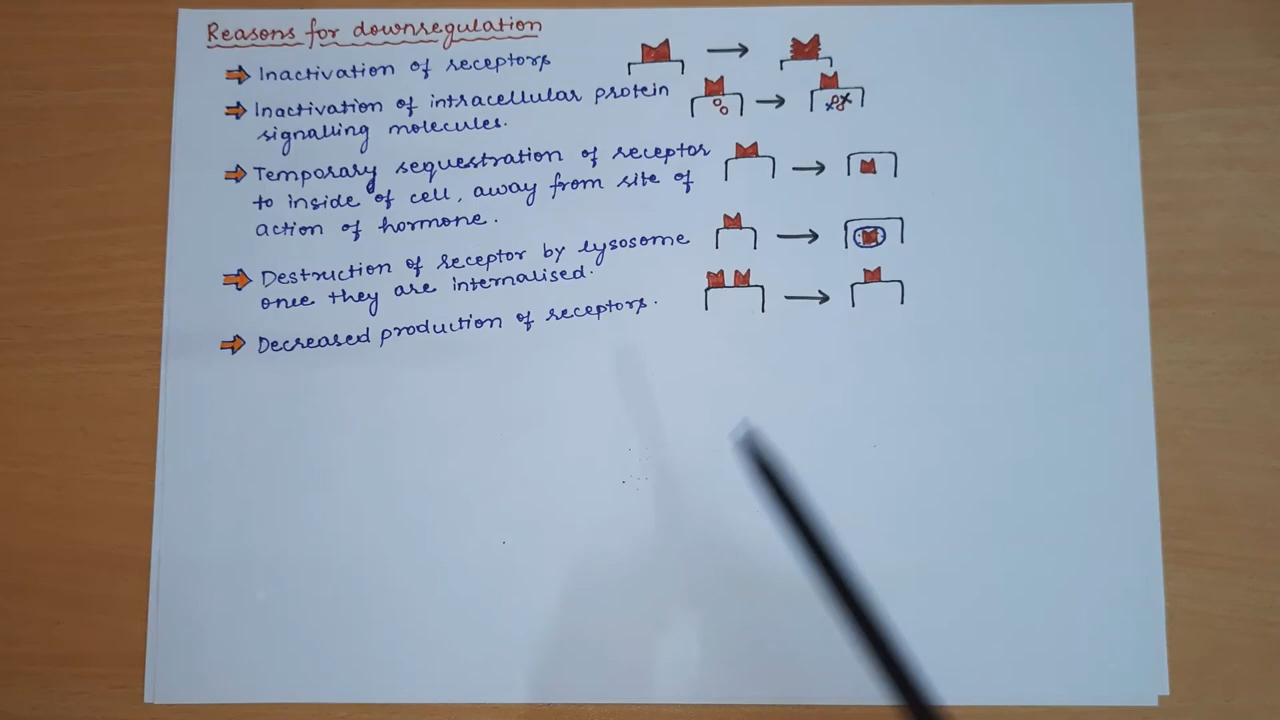 Reasons for downregulation
Inactivation of receptors
Inactivation of intracellular protein
signalling molecules.
Temporary sequestration of receptor
to inside of cell, away from site of
action of hormone.
Destruction of receptor by lysosome
once they are internalised.
Decreased production of receptors.